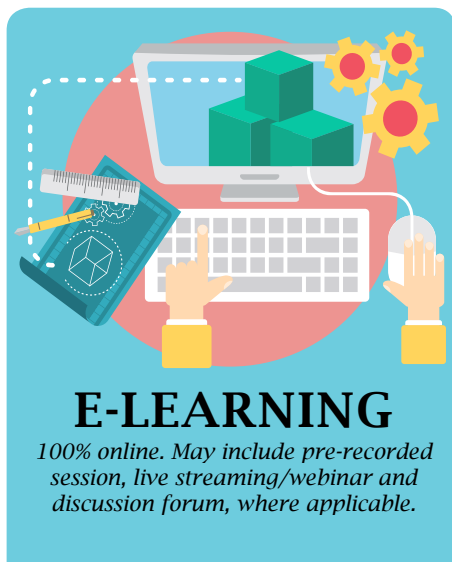 E-LEARNING
100% online. May include pre-recorded
session, live streaming/webinar and
discussion forum, where applicable.